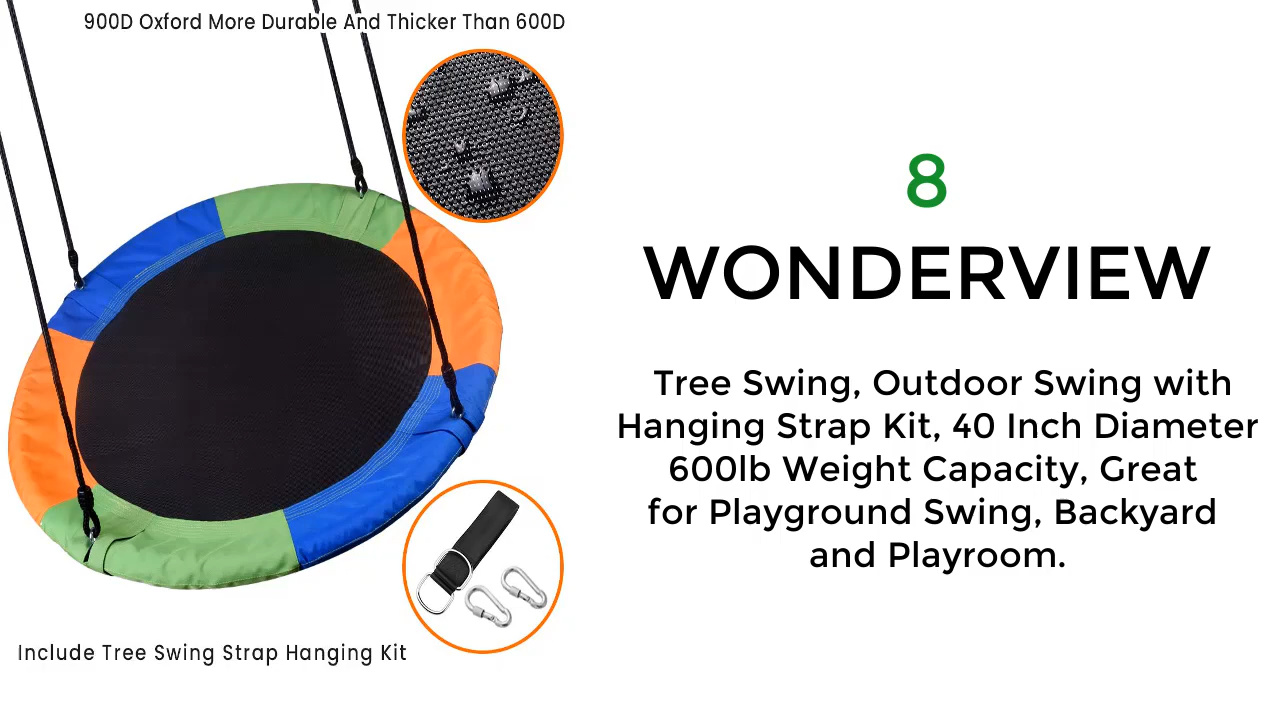 900D Oxford More Durable And Thicker Than 600D
8
WONDERVIEW
Tree Swing, Outdoor Swing with
Hanging Strap Kit, 40 Inch Diameter
600lb Weight Capacity, Great
for Playground Swing, Backyard
and Playroom.
Include Tree Swing Strap Hanging Kit